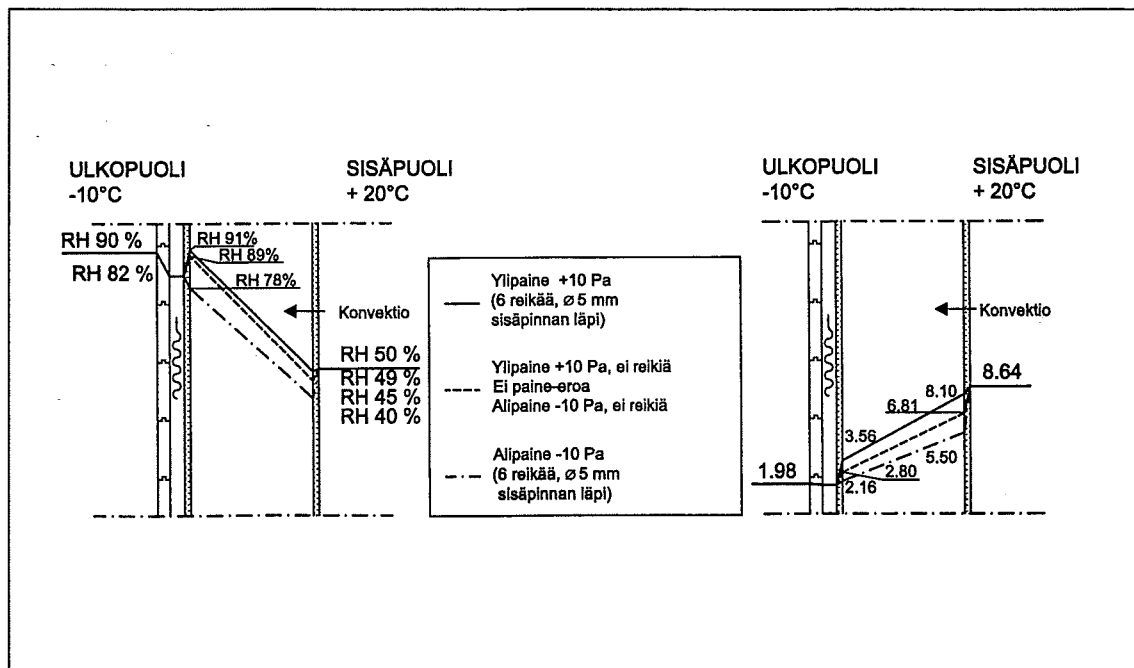 ULKOPUOLI
-10°C
SISÄPUOLI
+ 20°C
RH 90 %
RH 82 %
RH 91%
RH 89%
RH 78%
Konvektio
RH 50 %
RH 49 %
RH 45 %
RH 40 %
Ylipaine +10 Pa
(6 reikää, ⌀ 5 mm
sisäpinnan läpi)
Ylipaine +10 Pa, ei reikiä
Ei paine-eroa
Alipaine -10 Pa, ei reikiä
Alipaine -10 Pa
(6 reikää, ⌀ 5 mm
sisäpinnan läpi)
ULKOPUOLI
-10°C
SISÄPUOLI
+ 20°C
Konvektio
8.64
8.10
6.81
3.56
5.50
2.80
1.98
2.16